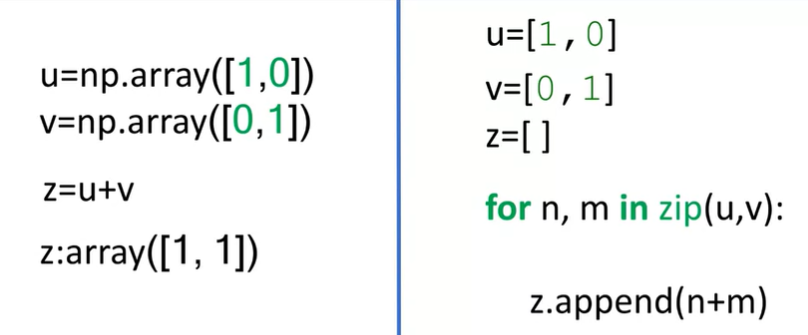 u=np.array([1,0])
v=np.array([0,1])
z=u+v
z:array([1, 1])
u=[1,0]
v=[0,1]
z=[ ]
for n, m in zip(u,v):
z.append(n+m)